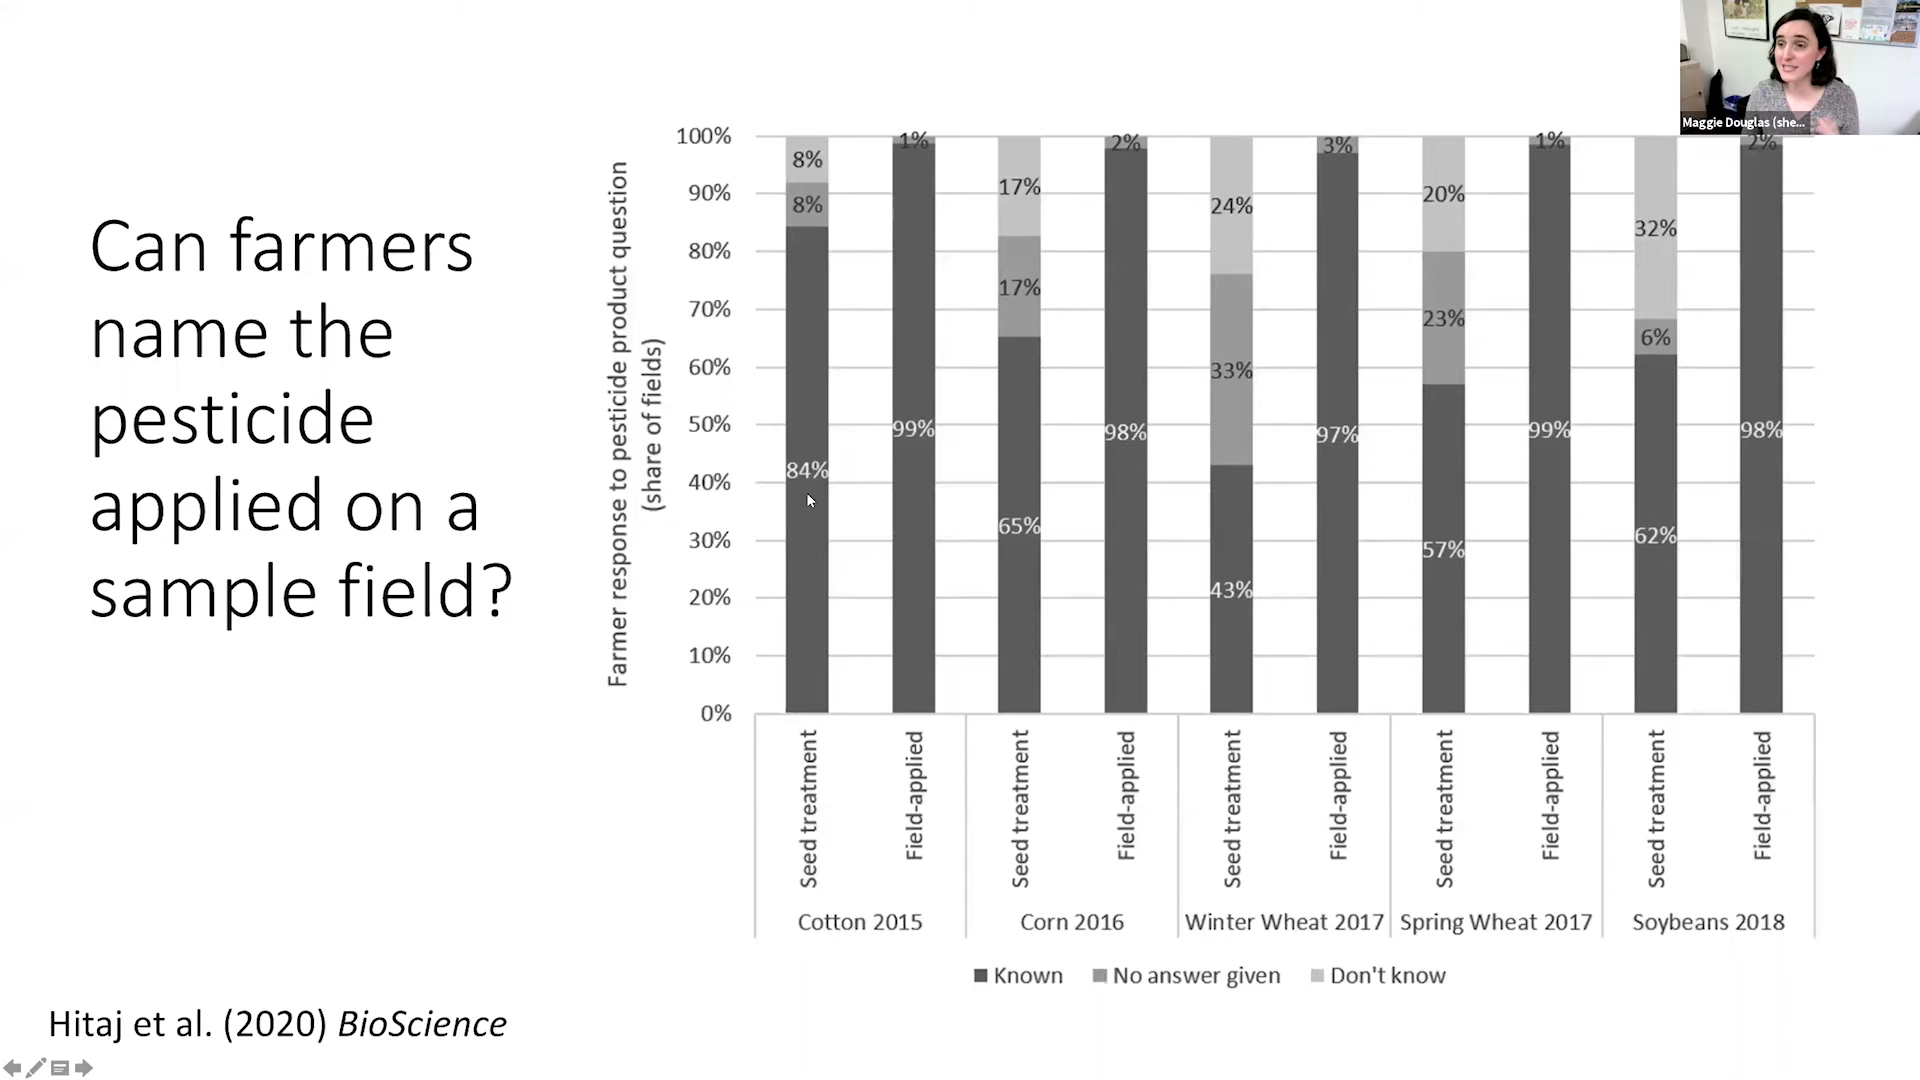 Maggie Douglas (she...
Can farmers
name the
pesticide
applied on a
sample field?
Farmer response to pesticide product question
(share of fields)
100%
90%
80%
70%
60%
50%
40%
30%
20%
10%
0%
8%
8%
84%
1%
99%
17%
17%
65%
2%
98%
24%
33%
43%
3%
97%
20%
23%
57%
1%
99%
32%
6%
62%
2%
98%
Seed treatment
Field-applied
Seed treatment
Field-applied
Seed treatment
Field-applied
Seed treatment
Field-applied
Seed treatment
Field-applied
Cotton 2015
Corn 2016
Winter Wheat 2017
Spring Wheat 2017
Soybeans 2018
Known
No answer given
Don't know
Hitaj et al. (2020) BioScience